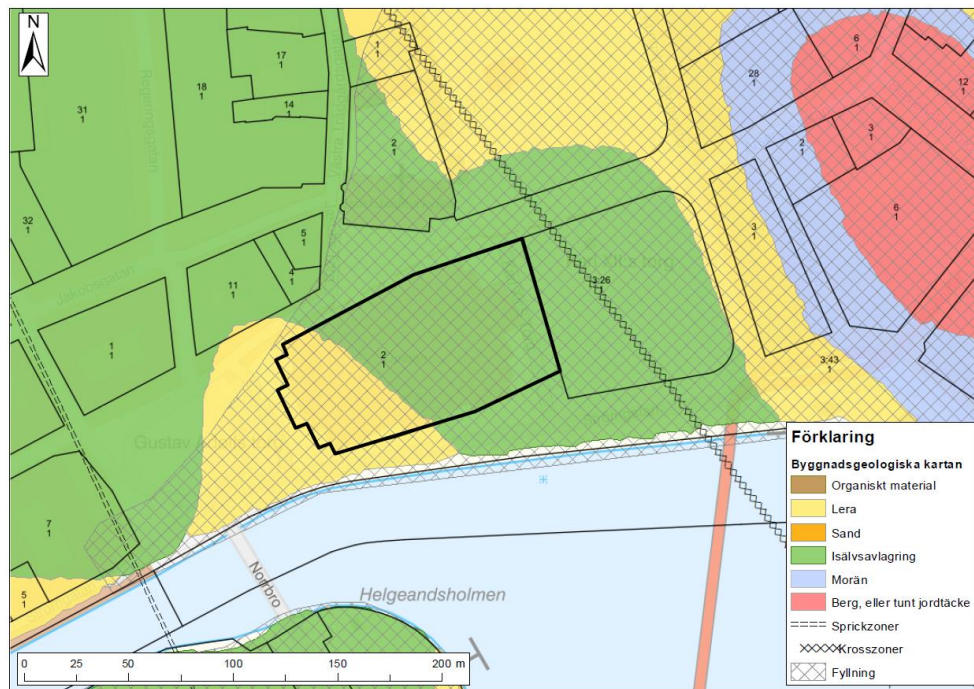 N
31
1
18
1
17
1
14
1
1
1
2
1
6
1
28
1
12
1
3
1
2
1
6
1
3
1
32
1
5
1
4
1
11
1
1
1
2
1
3:26
1
3:43
1
7
1
5
1
Regeringsgatan
Jakobsgatan
Norrbro
Helgeandsholmen
0 25 50 100 150 200 m
Förklaring
Byggnadsgeologiska kartan
Organiskt material
Lera
Sand
Isälvsavlagring
Morän
Berg, eller tunt jordtäcke
Sprickzoner
Krosszoner
Fyllning